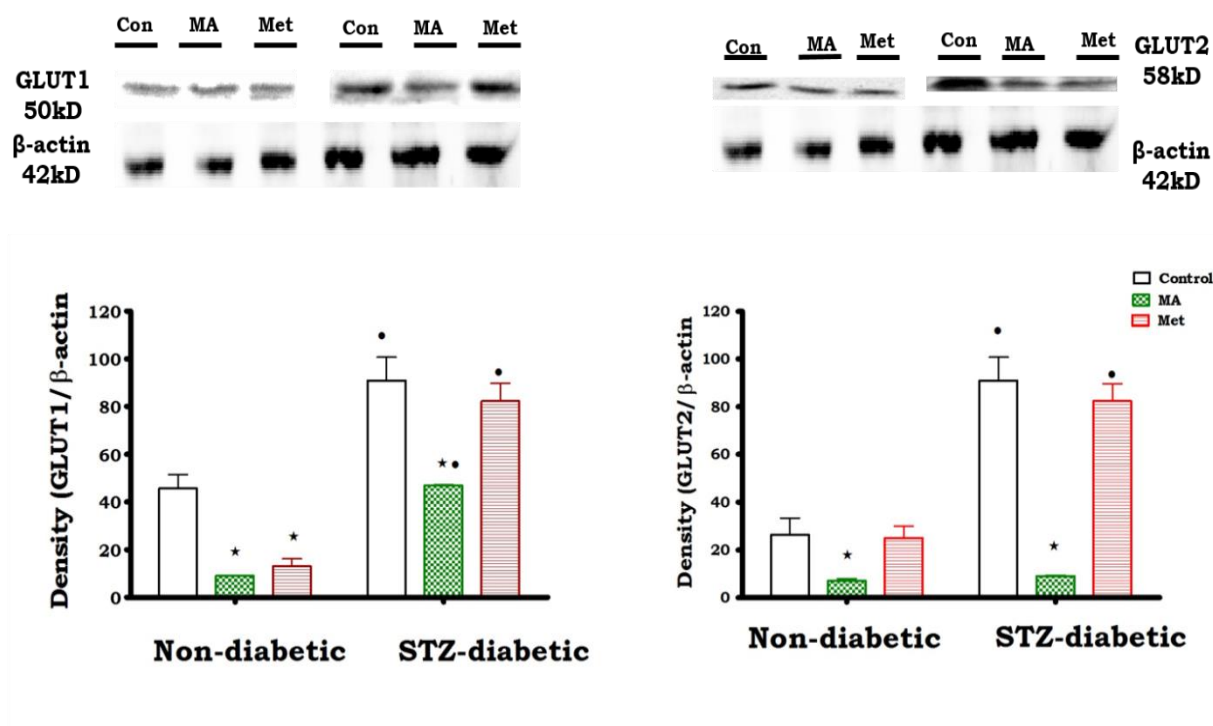 Con MA Met Con MA Met
GLUT1
50kD
β-actin
42kD
Con MA Met Con MA Met
GLUT2
58kD
β-actin
42kD
Density (GLUT1/β-actin
120
100
80
60
40
20
0
★ ★ • ★ • •
Non-diabetic STZ-diabetic
Control
MA
Met
Density (GLUT2/β-actin
120
100
80
60
40
20
0
★ • ★ •
Non-diabetic STZ-diabetic